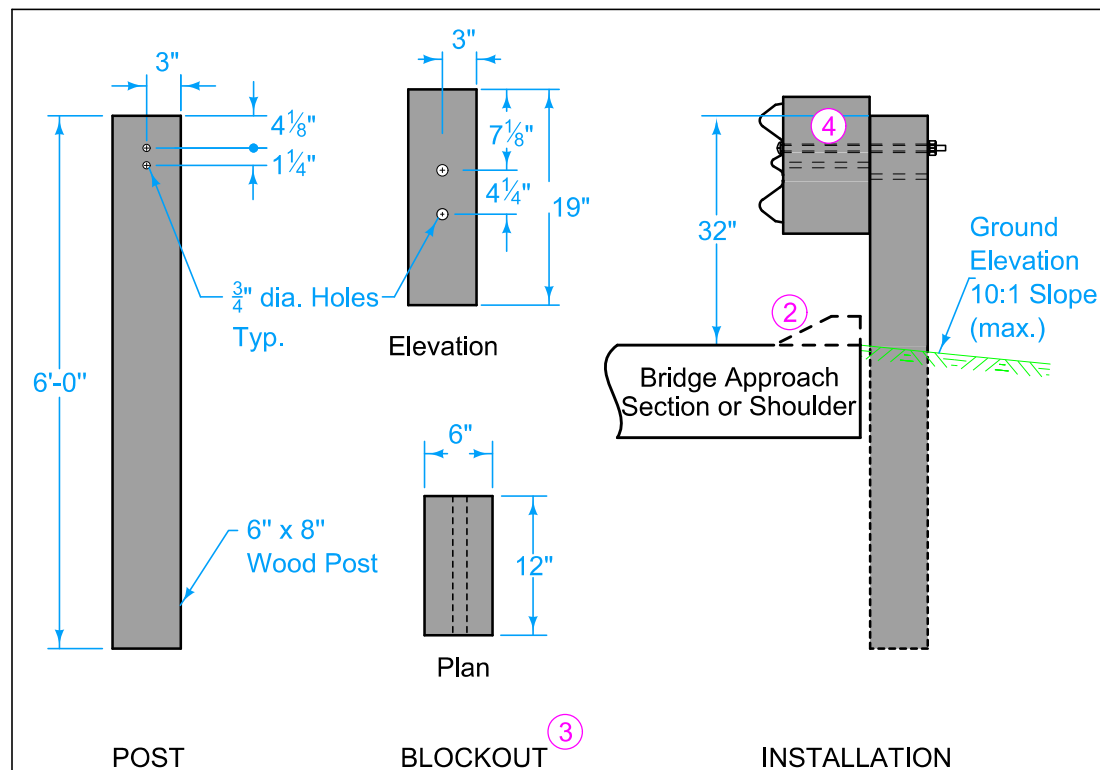 3"
4⅛"
1¼"
6'-0"
¾" dia. Holes
Typ.
6" x 8"
Wood Post
POST
3"
7⅛"
4¼"
19"
Elevation
6"
12"
Plan
BLOCKOUT
3
4
32"
2
Ground
Elevation
10:1 Slope
(max.)
Bridge Approach
Section or Shoulder
INSTALLATION